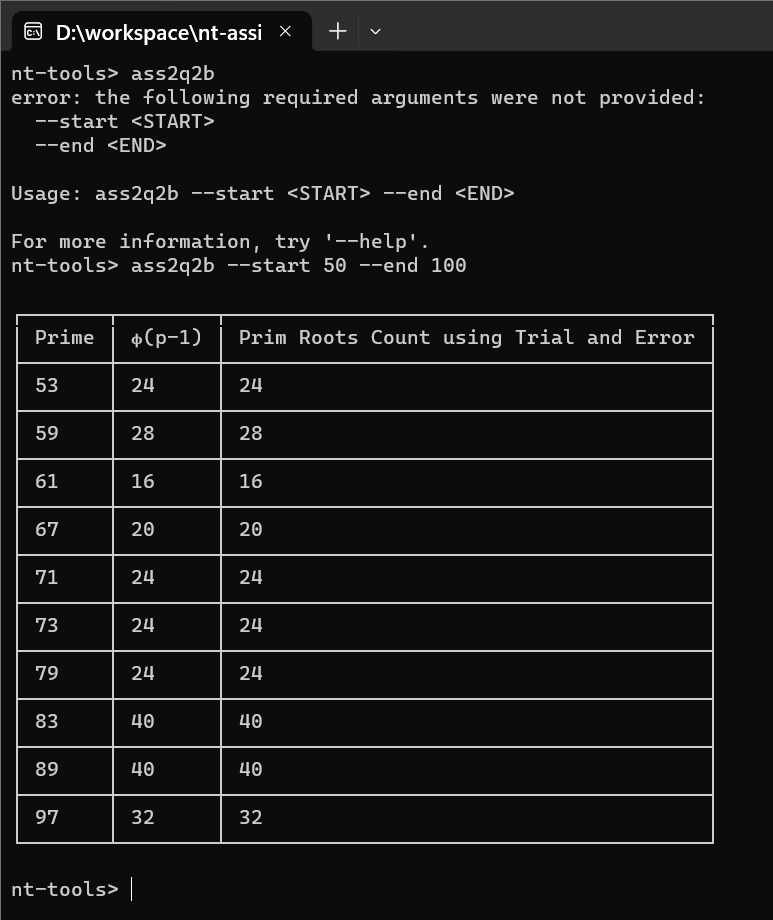 D:\workspace\nt-assi
nt-tools> ass2q2b
error: the following required arguments were not provided:
--start <START>
--end <END>
Usage: ass2q2b --start <START> --end <END>
For more information, try '--help'.
nt-tools> ass2q2b --start 50 --end 100
Prime ϕ(p-1) Prim Roots Count using Trial and Error
53 24 24
59 28 28
61 16 16
67 20 20
71 24 24
73 24 24
79 24 24
83 40 40
89 40 40
97 32 32
nt-tools>